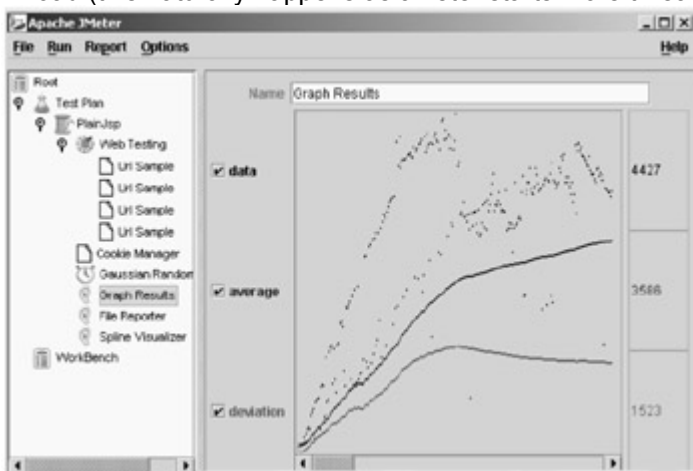 Apache JMeter
File Run Report Options Help
Root
Test Plan
PlainJsp
Web Testing
Url Sample
Url Sample
Url Sample
Url Sample
Cookie Manager
Gaussian Random
Graph Results
File Reporter
Spline Visualizer
WorkBench
Name Graph Results
data
average
deviation
4427
3586
1523